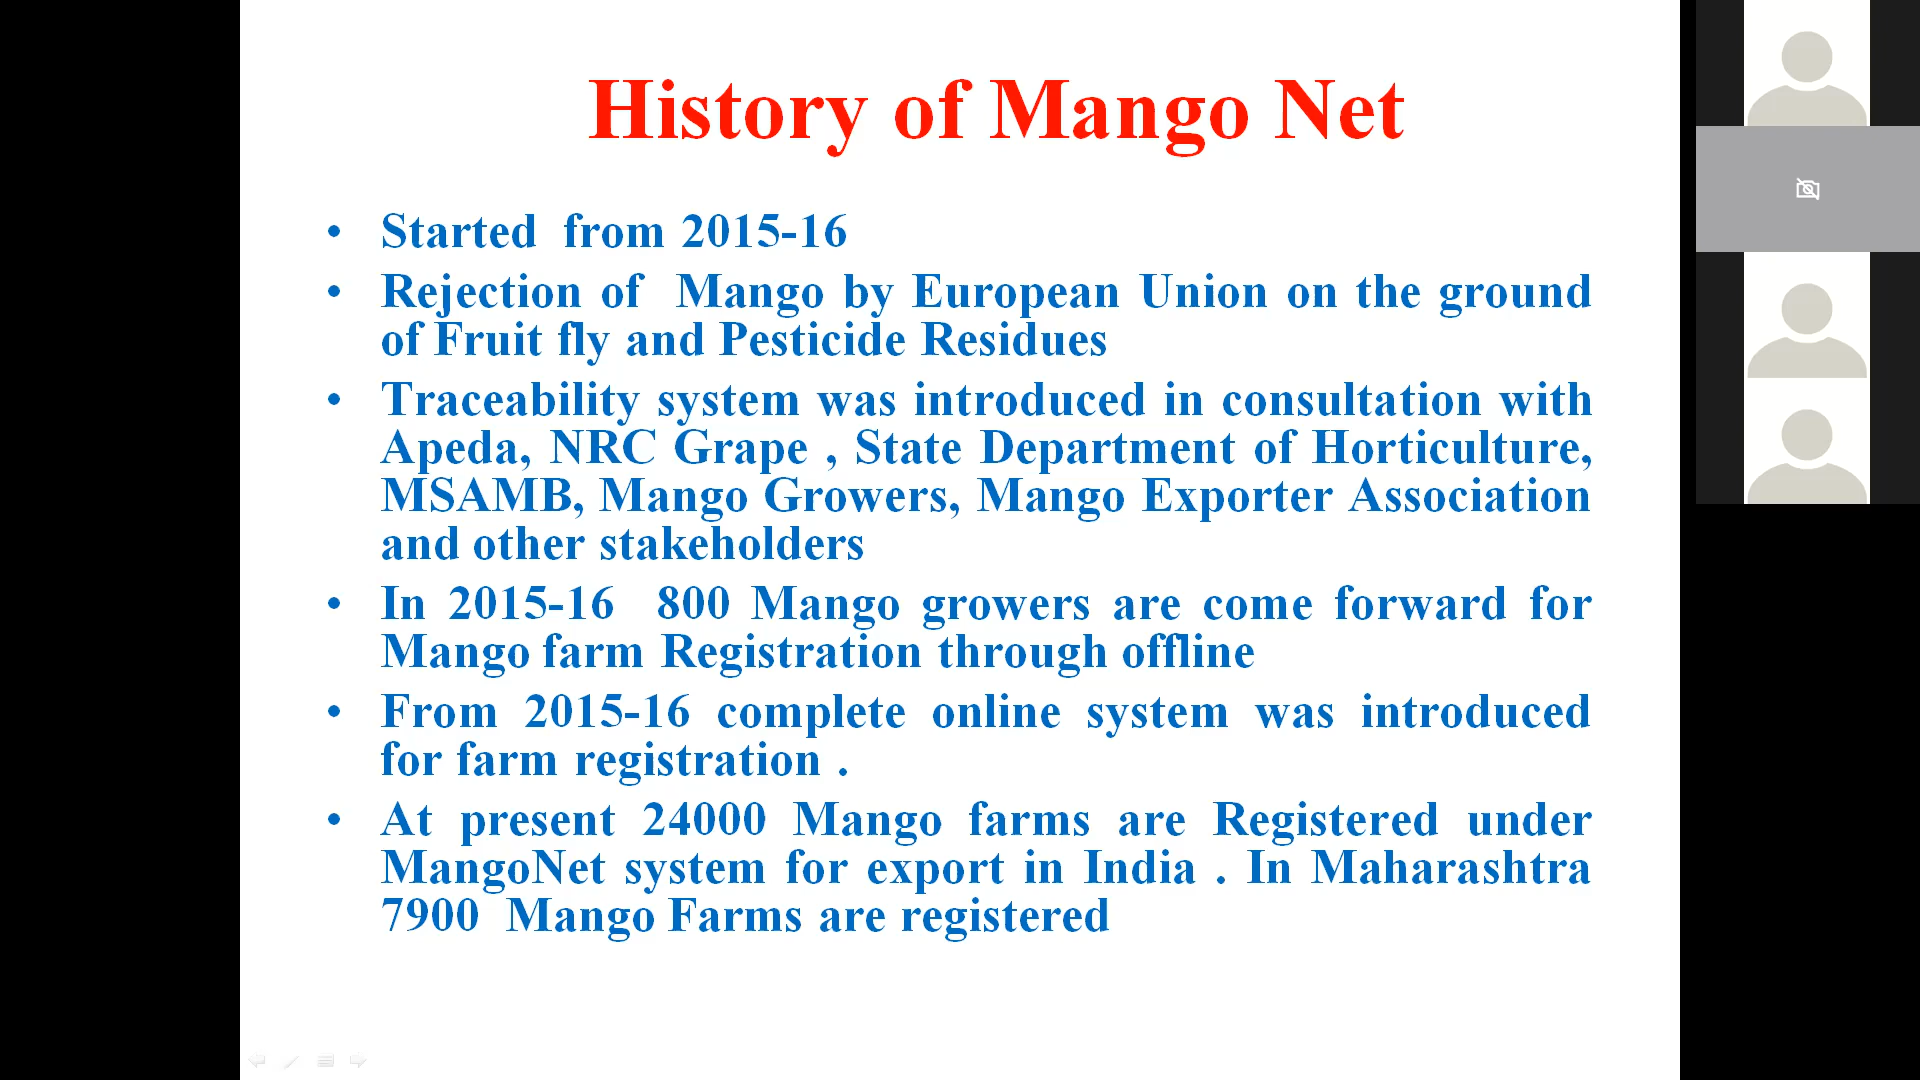 History of Mango Net
• Started from 2015-16
• Rejection of Mango by European Union on the ground
of Fruit fly and Pesticide Residues
• Traceability system was introduced in consultation with
Apeda, NRC Grape , State Department of Horticulture,
MSAMB, Mango Growers, Mango Exporter Association
and other stakeholders
• In 2015-16 800 Mango growers are come forward for
Mango farm Registration through offline
• From 2015-16 complete online system was introduced
for farm registration .
• At present 24000 Mango farms are Registered under
MangoNet system for export in India . In Maharashtra
7900 Mango Farms are registered